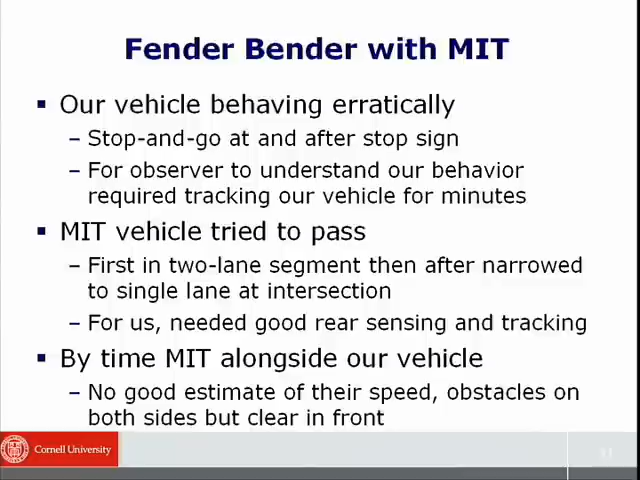 Fender Bender with MIT
▪ Our vehicle behaving erratically
– Stop-and-go at and after stop sign
– For observer to understand our behavior
required tracking our vehicle for minutes
▪ MIT vehicle tried to pass
– First in two-lane segment then after narrowed
to single lane at intersection
– For us, needed good rear sensing and tracking
▪ By time MIT alongside our vehicle
– No good estimate of their speed, obstacles on
both sides but clear in front
Cornell University